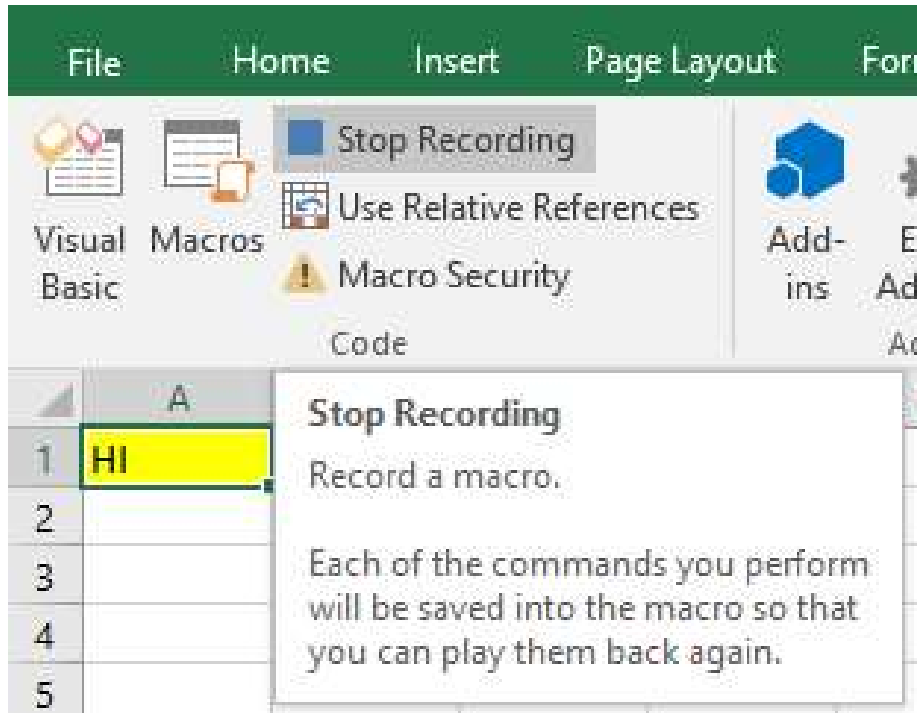 File Home Insert Page Layout
Stop Recording
Use Relative References
Visual Macros Add-
Basic ins
Macro Security
Code
A
Stop Recording
1 HI
Record a macro.
2
3 Each of the commands you perform
will be saved into the macro so that
4
you can play them back again.
5